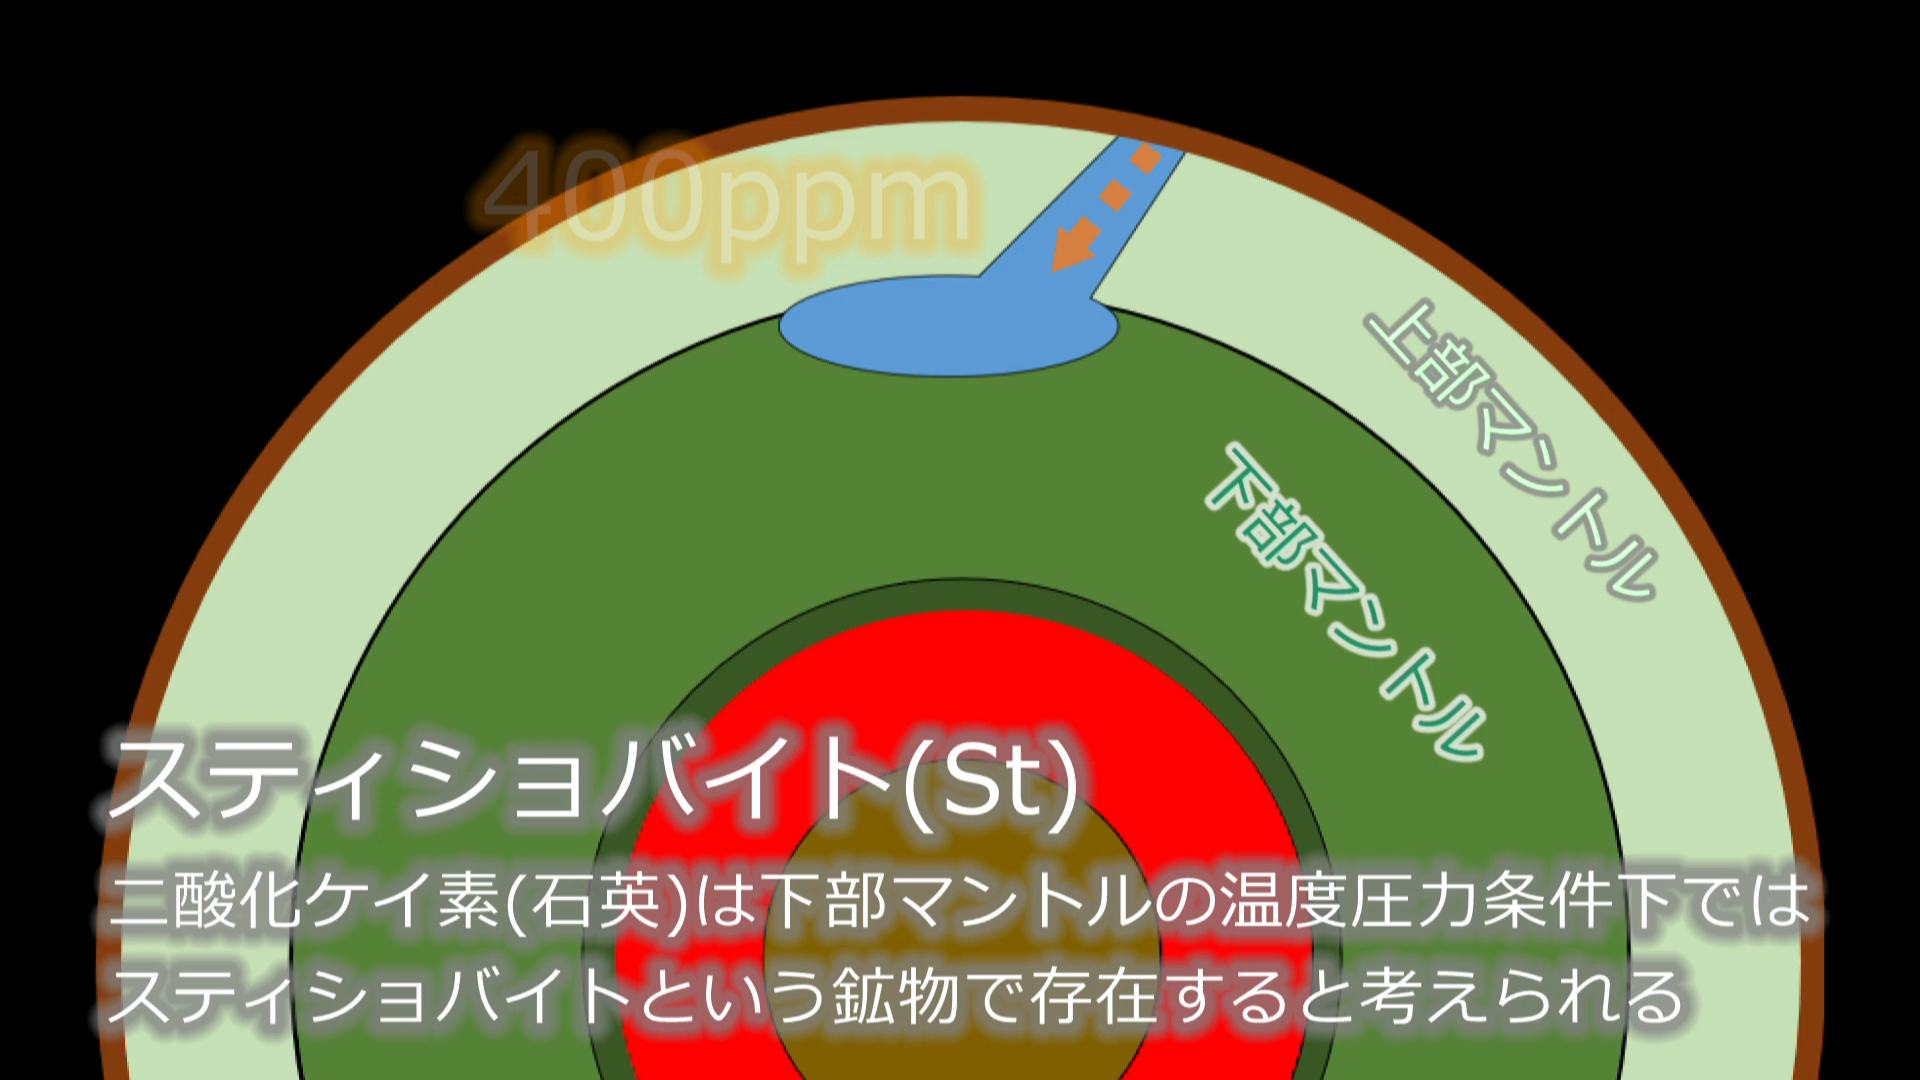 400ppm
上部マントル
下部マントル
スティショバイト(St)
二酸化ケイ素(石英)は下部マントルの温度圧力条件下では
スティショバイトという鉱物で存在すると考えられる